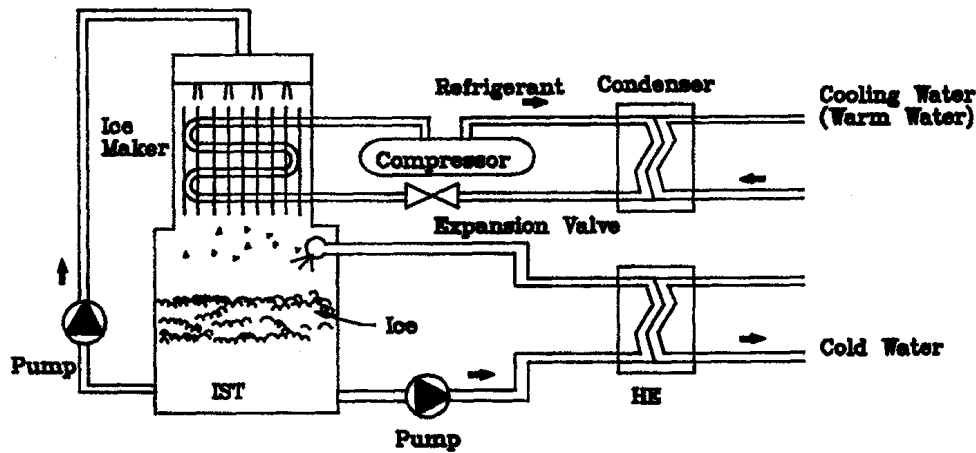 Refrigerant
Condenser
Cooling Water
(Warm Water)
Ice
Maker
Compressor
Expansion Valve
Ice
Pump
IST
Cold Water
HE
Pump